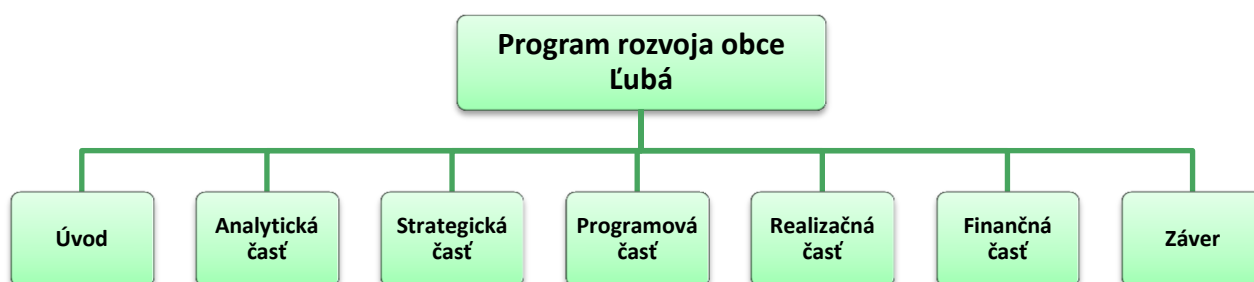 Program rozvoja obce
Ľubá
Úvod
Analytická
časť
Strategická
časť
Programová
časť
Realizačná
časť
Finančná
časť
Záver